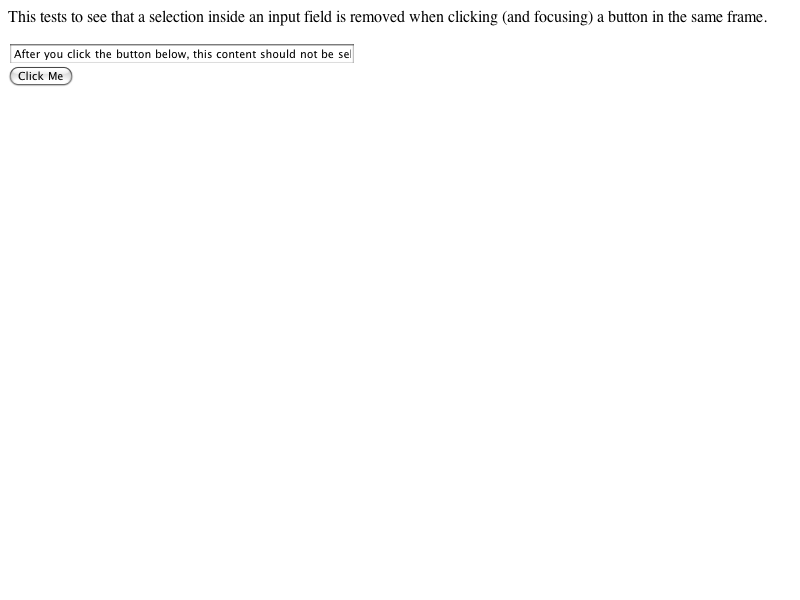 This tests to see that a selection inside an input field is removed when clicking (and focusing) a button in the same frame.
After you click the button below, this content should not be sel
Click Me